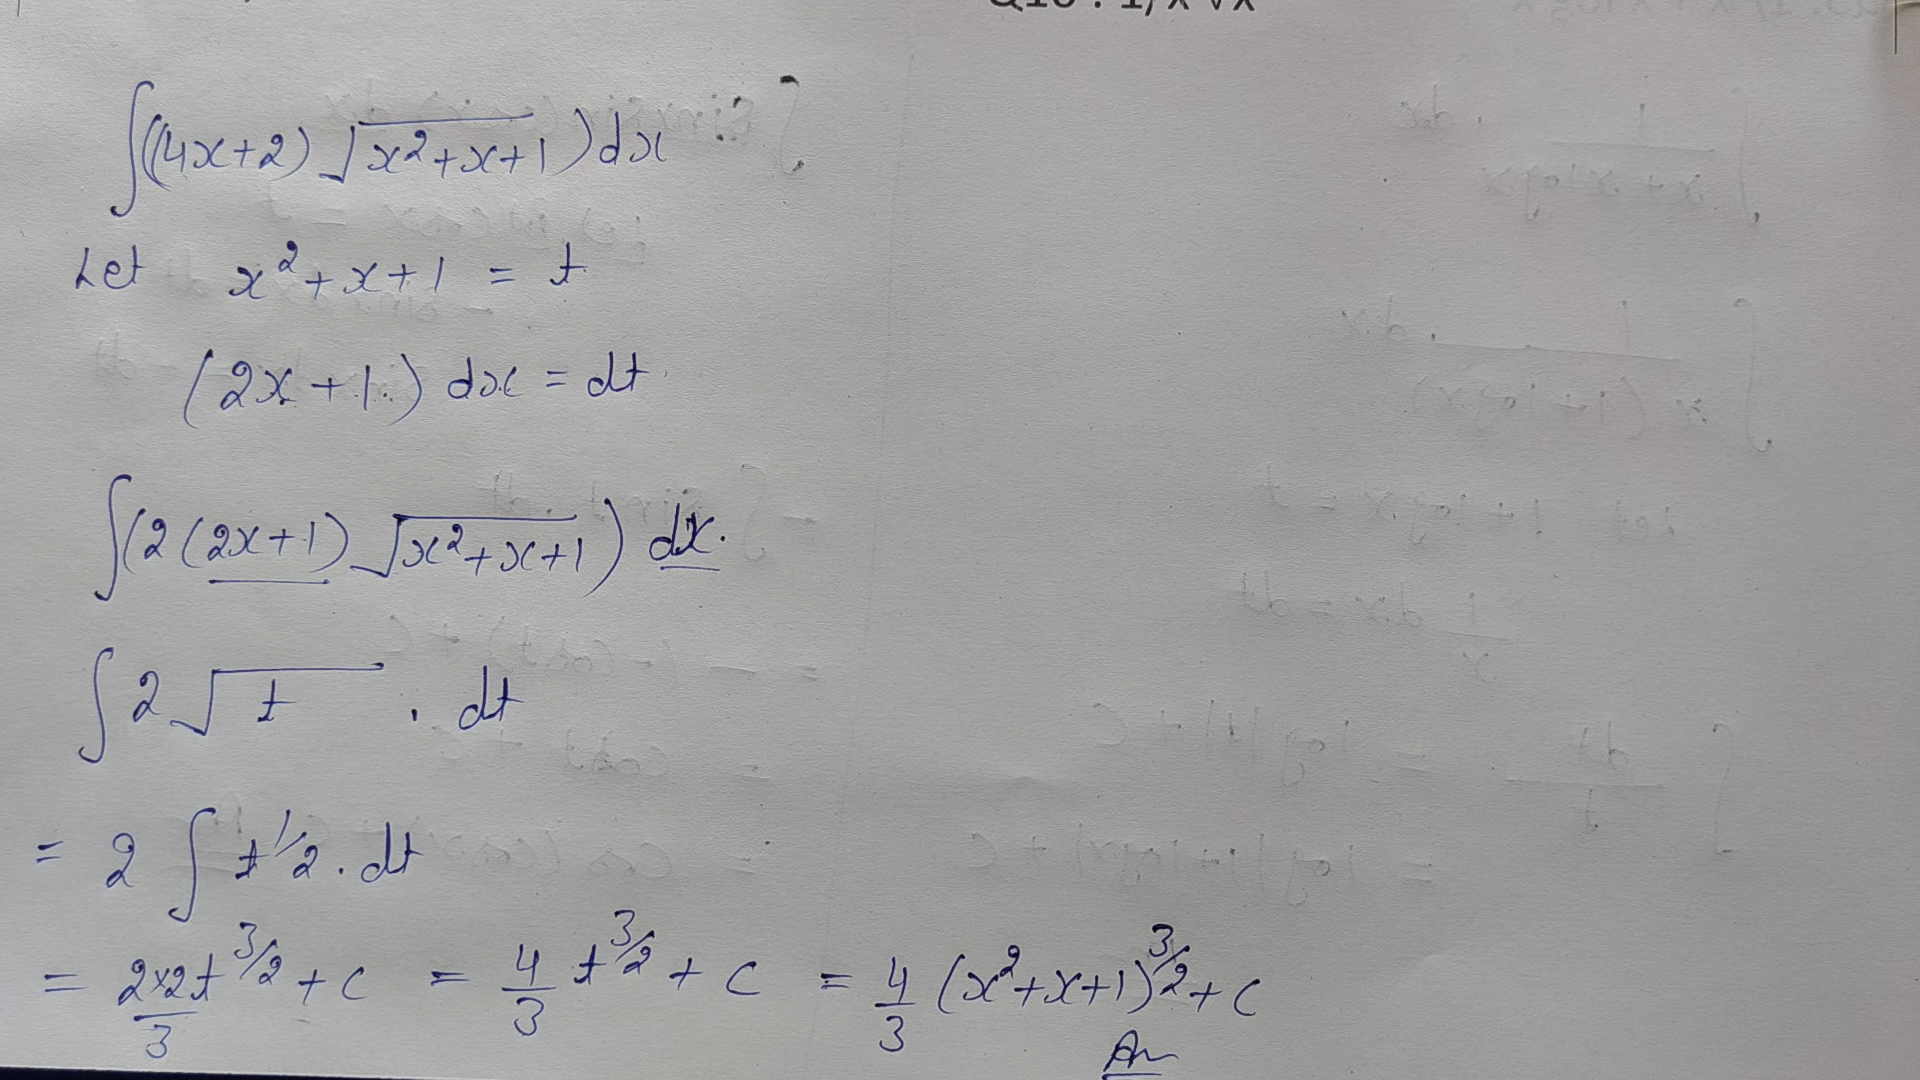 ∫((4x+2)√(x²+x+1))dx
Let x²+x+1 = t
(2x+1)dx = dt
∫(2(2x+1)√(x²+x+1)) dx.
∫2√t . dt
= 2 ∫ t^1/2 . dt
= 2×2/3 t^3/2 + C = 4/3 t^3/2 + C = 4/3 (x²+x+1)^3/2 + C